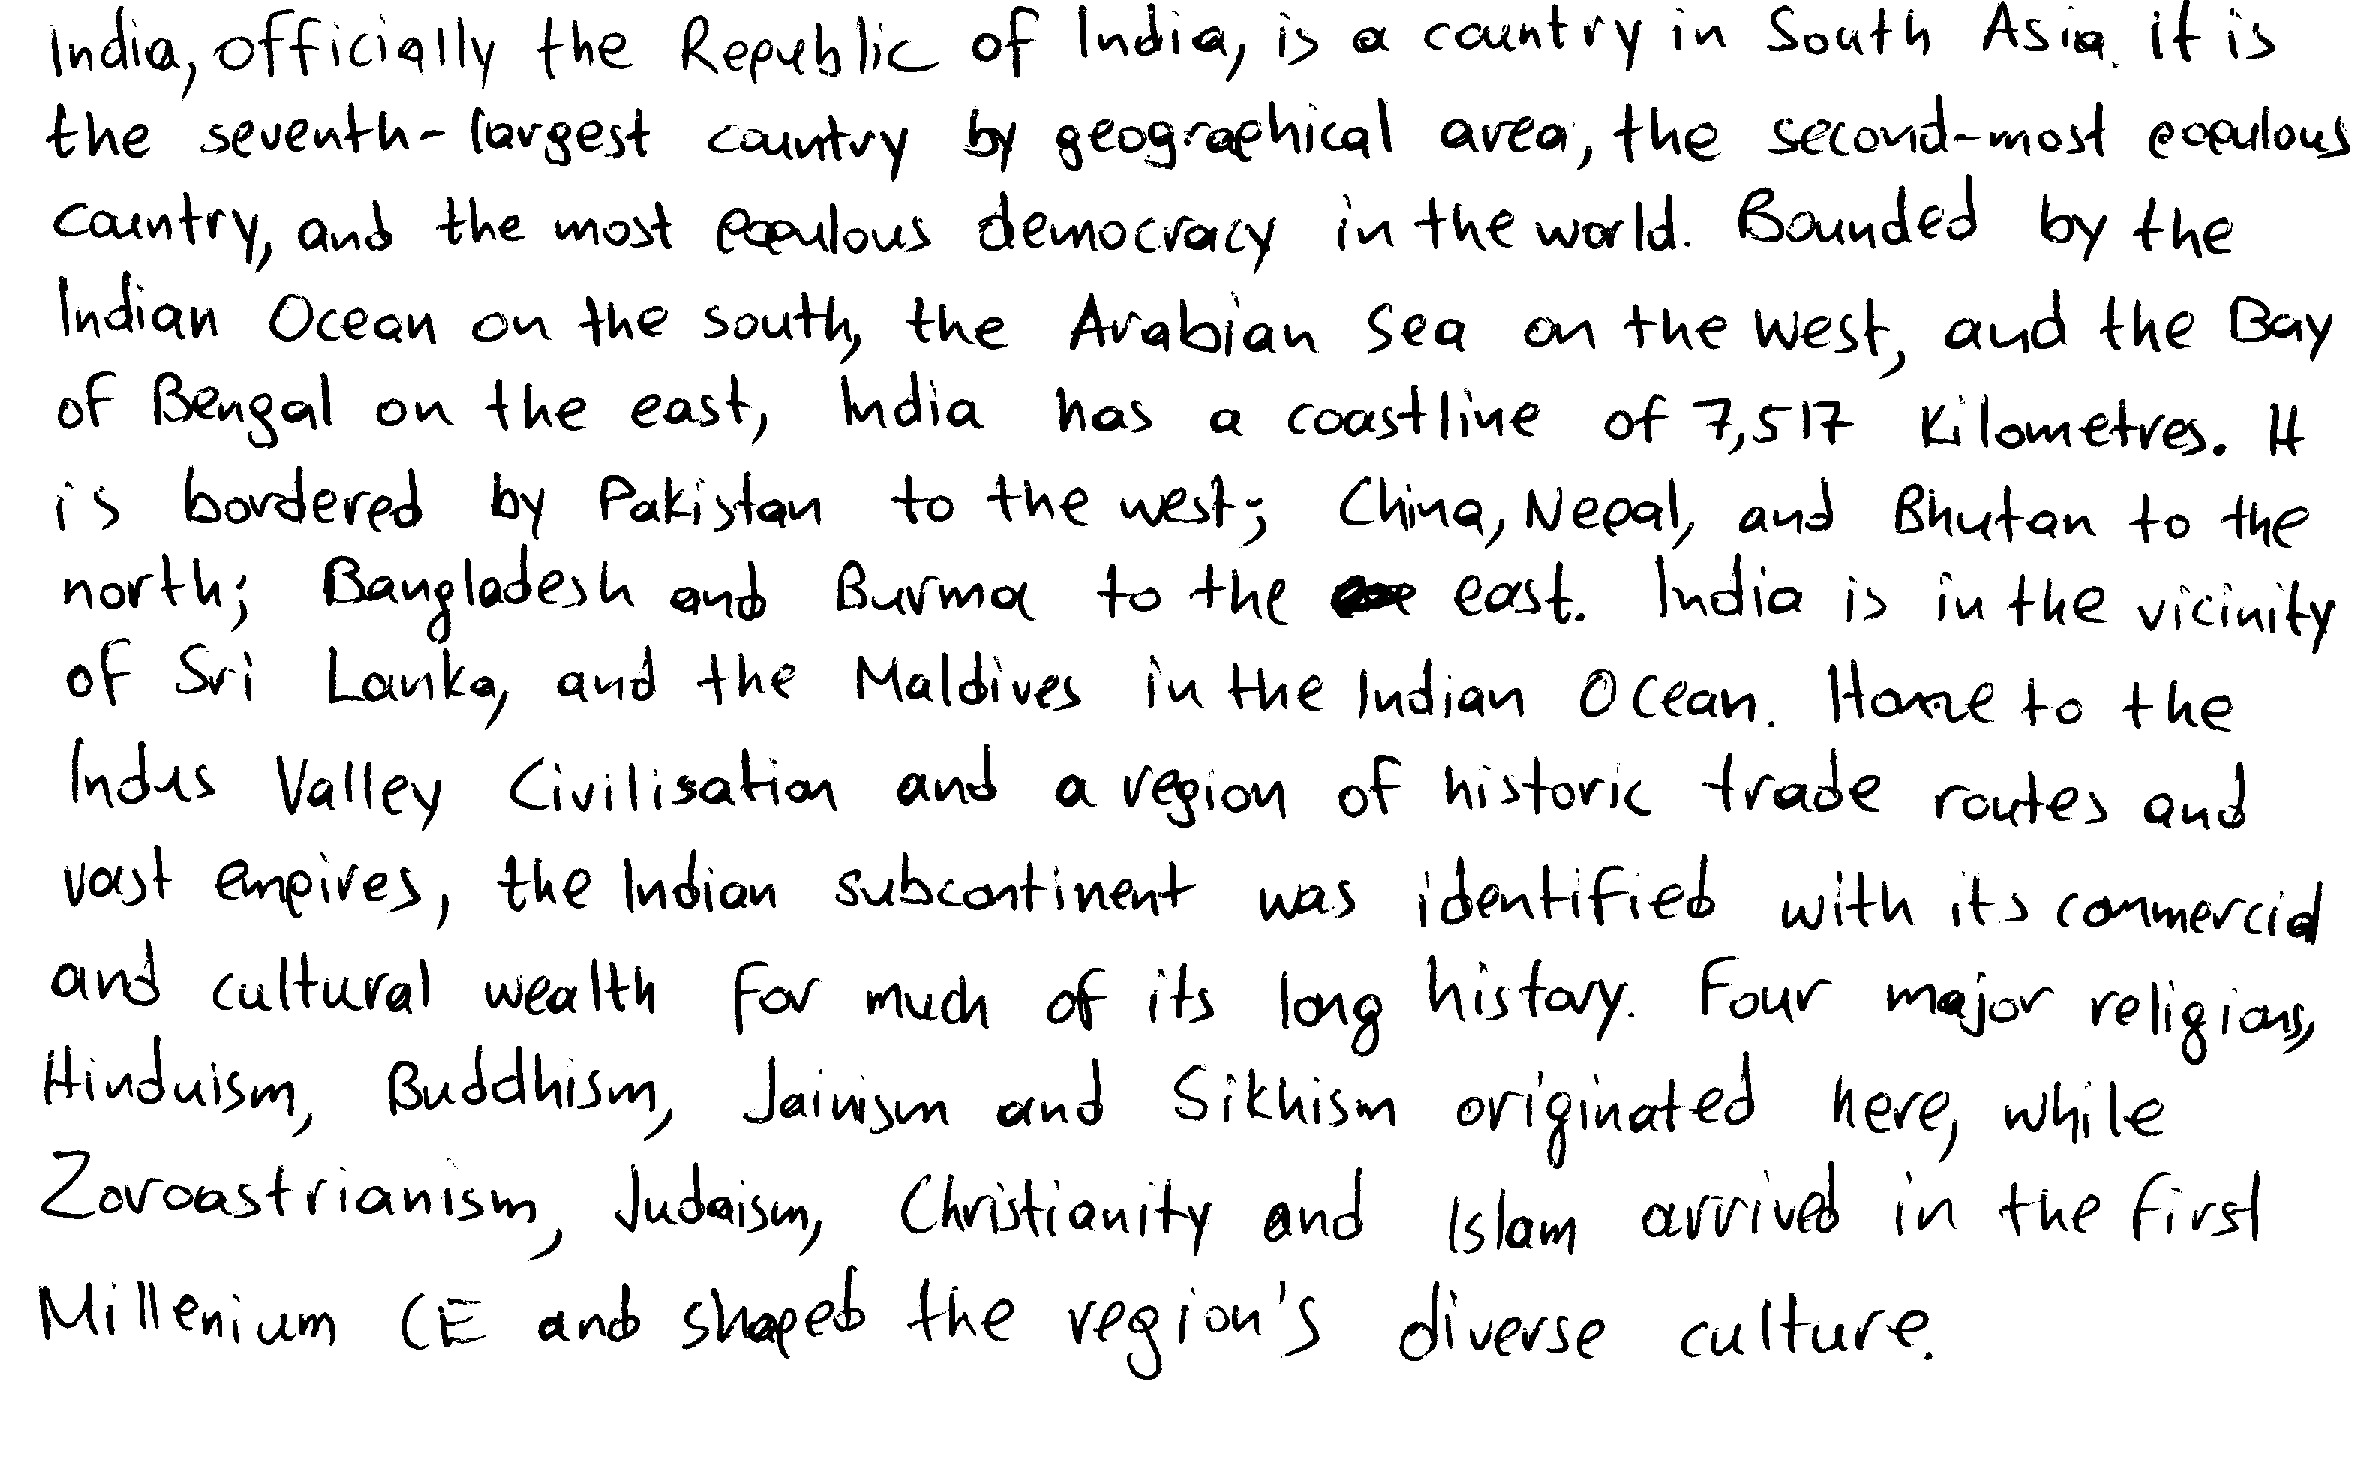 India, officially the Republic of India, is a country in South Asia. it is
the seventh-largest country by geographical area, the second-most populous
country, and the most populous democracy in the world. Bounded by the
Indian Ocean on the south, the Arabian Sea on the west, and the Bay
of Bengal on the east, India has a coastline of 7,517 Kilometres. It
is bordered by Pakistan to the west; China, Nepal, and Bhutan to the
north; Bangladesh and Burma to the east. India is in the vicinity
of Sri Lanka, and the Maldives in the Indian Ocean. Home to the
Indus Valley Civilisation and a region of historic trade routes and
vast empires, the Indian subcontinent was identified with its commercial
and cultural wealth for much of its long history. Four major religions,
Hinduism, Buddhism, Jainism and Sikhism originated here, while
Zoroastrianism, Judaism, Christianity and Islam arrived in the first
Millenium CE and shaped the region's diverse culture.